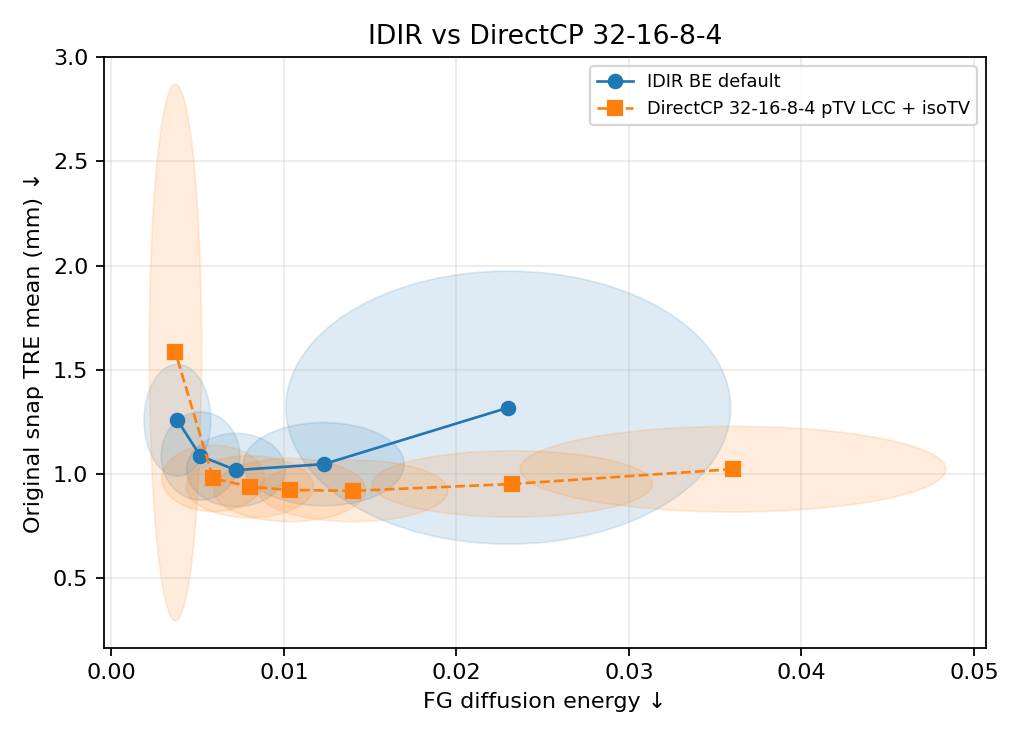 IDIR vs DirectCP 32-16-8-4
IDIR BE default
DirectCP 32-16-8-4 pTV LCC + isoTV
Original snap TRE mean (mm) ↓
3.0
2.5
2.0
1.5
1.0
0.5
0.00 0.01 0.02 0.03 0.04 0.05
FG diffusion energy ↓